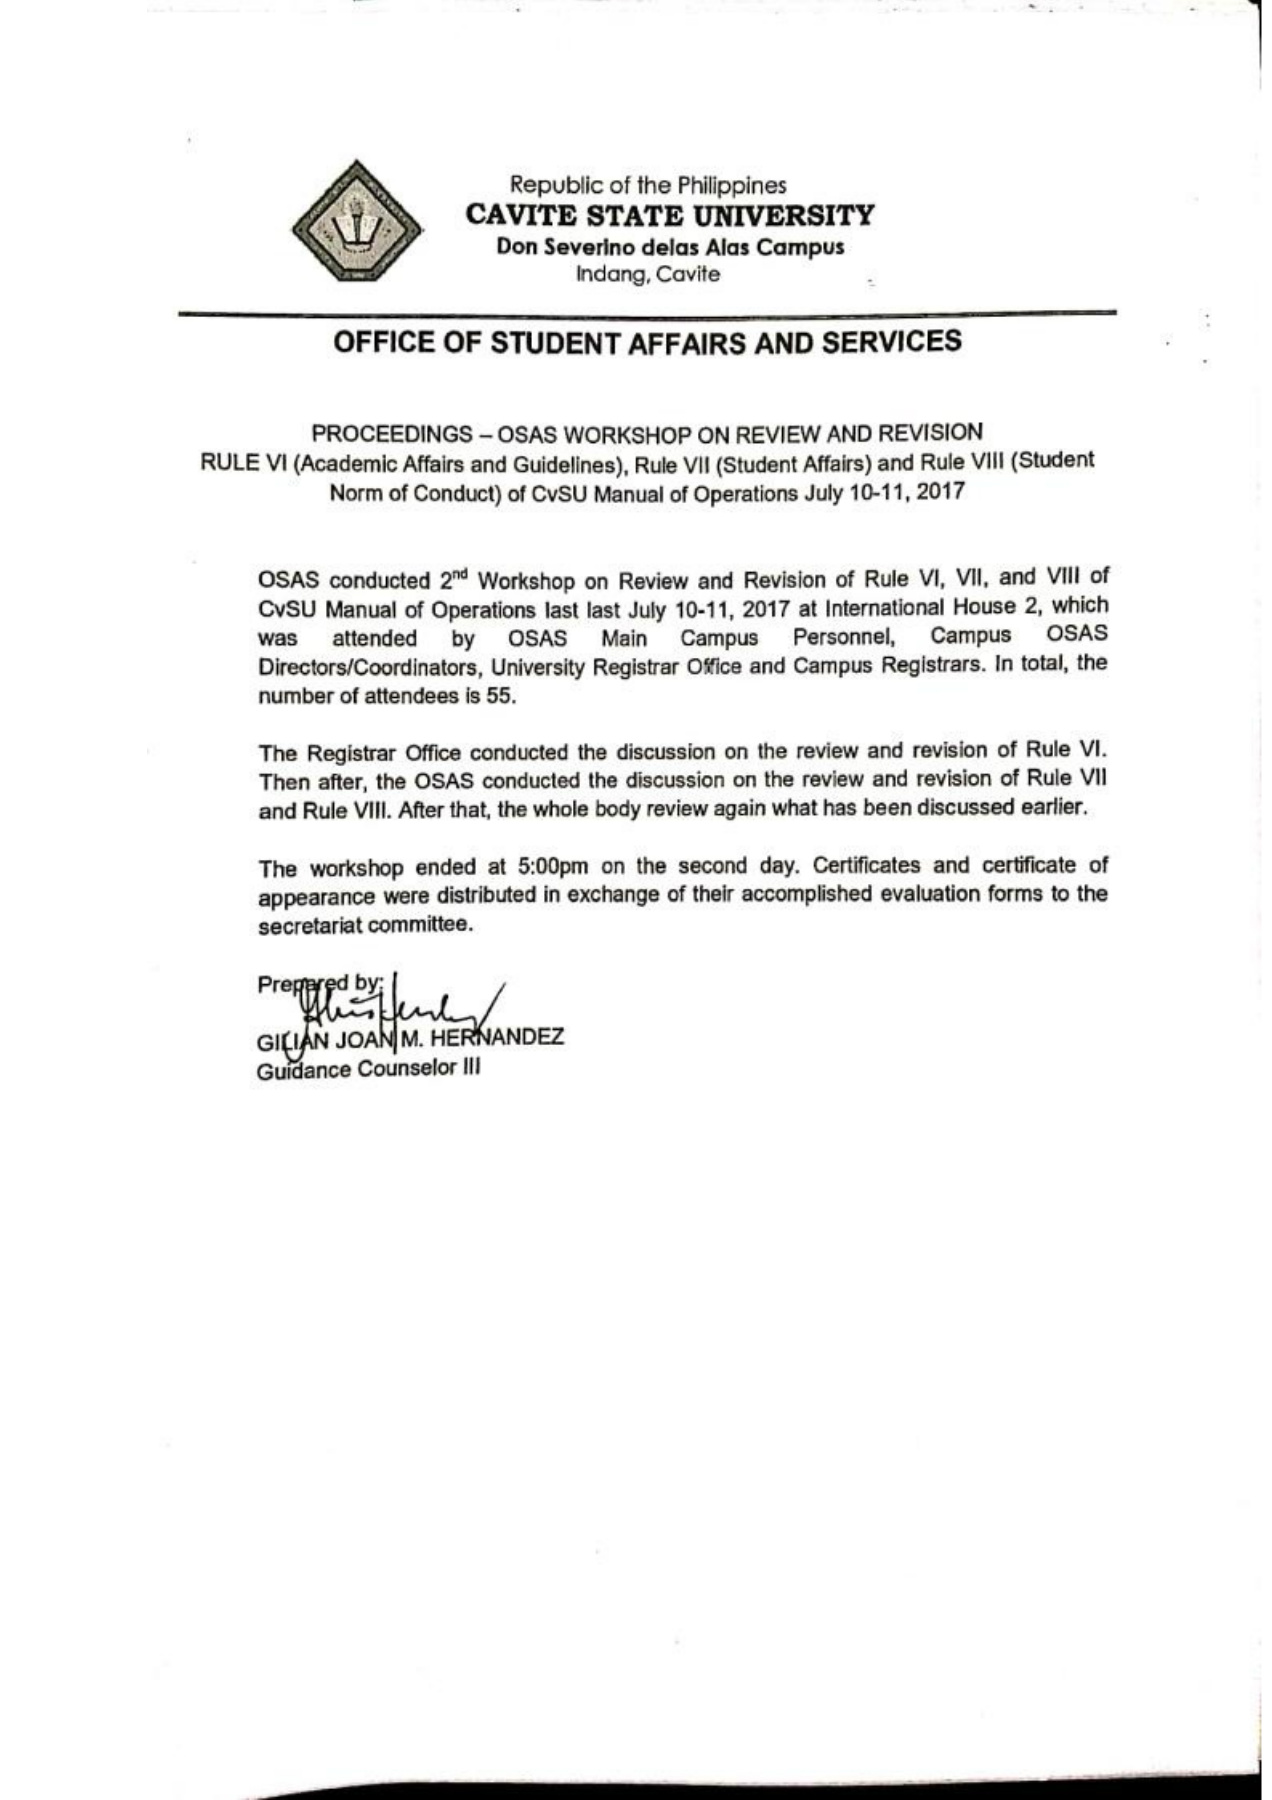 Republic of the Philippines
CAVITE STATE UNIVERSITY
Don Severino delas Alas Campus
Indang, Cavite
OFFICE OF STUDENT AFFAIRS AND SERVICES
PROCEEDINGS – OSAS WORKSHOP ON REVIEW AND REVISION
RULE VI (Academic Affairs and Guidelines), Rule VII (Student Affairs) and Rule VIII (Student
Norm of Conduct) of CvSU Manual of Operations July 10-11, 2017
OSAS conducted 2nd Workshop on Review and Revision of Rule VI, VII, and VIII of
CvSU Manual of Operations last last July 10-11, 2017 at International House 2, which
was attended by OSAS Main Campus Personnel, Campus OSAS
Directors/Coordinators, University Registrar Office and Campus Registrars. In total, the
number of attendees is 55.
The Registrar Office conducted the discussion on the review and revision of Rule VI.
Then after, the OSAS conducted the discussion on the review and revision of Rule VII
and Rule VIII. After that, the whole body review again what has been discussed earlier.
The workshop ended at 5:00pm on the second day. Certificates and certificate of
appearance were distributed in exchange of their accomplished evaluation forms to the
secretariat committee.
Prepared by:
GILIAN JOAN M. HERNANDEZ
Guidance Counselor III